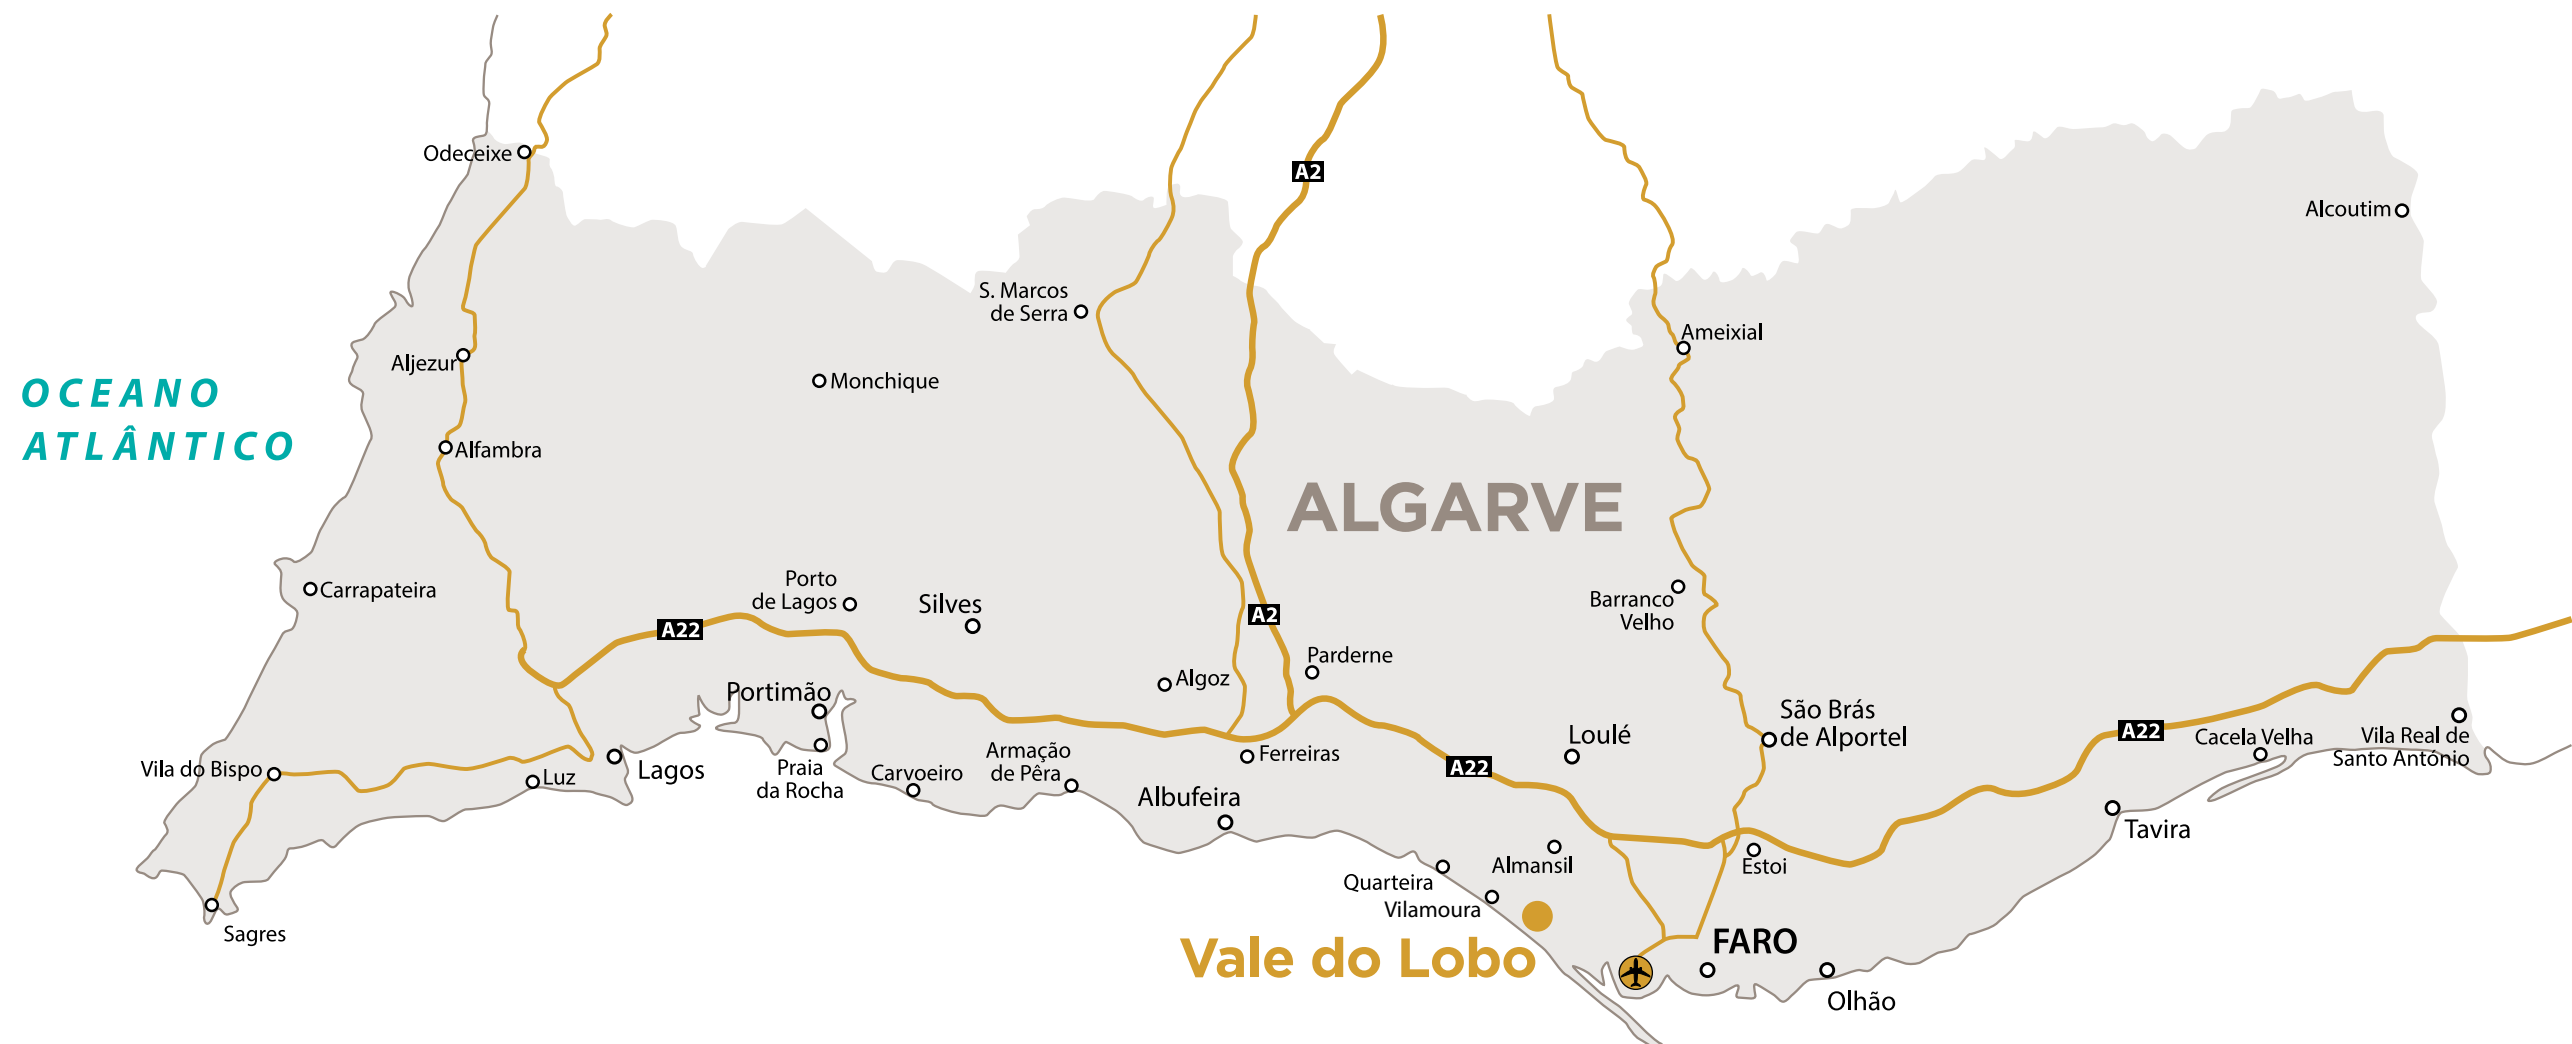 A2
Odeceixe
Alcoutim
S. Marcos
de Serra
Ameixial
Aljezur
Monchique
OCEANO
ATLÂNTICO
Alfambra
ALGARVE
Carrapateira
Porto
de Lagos
Silves
A2
Barranco
Velho
A22
Parderne
Algoz
Portimão
São Brás
de Alportel
Loulé
A22
Cacela Velha
Vila Real de
Santo António
Vila do Bispo
Luz
Lagos
Praia
da Rocha
Carvoeiro
Armação
de Pêra
Ferreiras
A22
Albufeira
Tavira
Almansil
Estoi
Quarteira
Vilamoura
Sagres
Vale do Lobo
FARO
Olhão